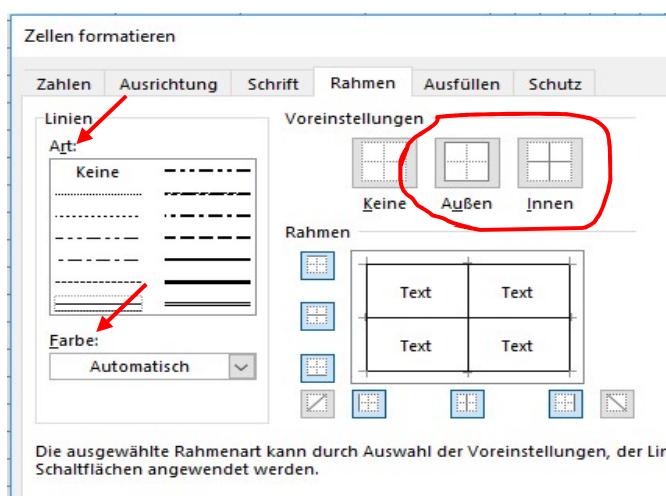 Zellen formatieren
Zahlen Ausrichtung Schrift Rahmen Ausfüllen Schutz
Linien
Art:
Keine
Farbe:
Automatisch
Voreinstellungen
Keine Außen Innen
Rahmen
Text Text
Text Text
Die ausgewählte Rahmenart kann durch Auswahl der Voreinstellungen, der
Schaltflächen angewendet werden.